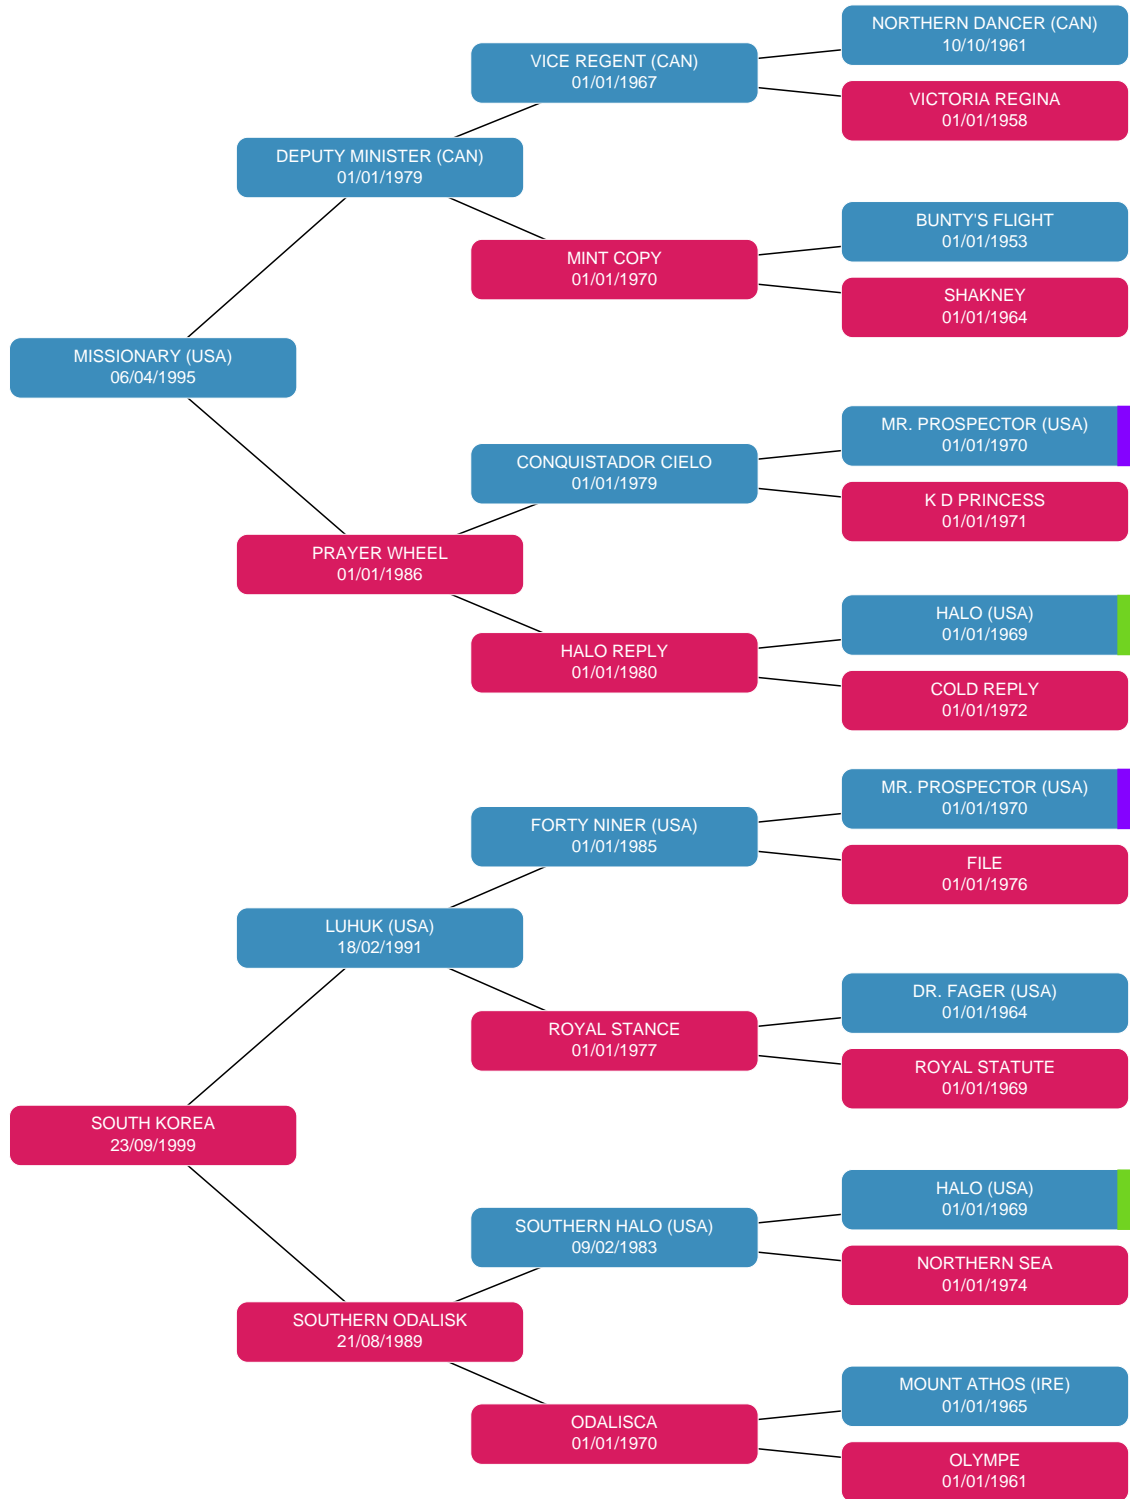 NORTHERN DANCER (CAN)
10/10/1961
VICE REGENT (CAN)
01/01/1967
VICTORIA REGINA
01/01/1958
DEPUTY MINISTER (CAN)
01/01/1979
BUNTY'S FLIGHT
01/01/1953
MINT COPY
01/01/1970
SHAKNEY
01/01/1964
MISSIONARY (USA)
06/04/1995
MR. PROSPECTOR (USA)
01/01/1970
CONQUISTADOR CIELO
01/01/1979
K D PRINCESS
01/01/1971
PRAYER WHEEL
01/01/1986
HALO (USA)
01/01/1969
HALO REPLY
01/01/1980
COLD REPLY
01/01/1972
MR. PROSPECTOR (USA)
01/01/1970
FORTY NINER (USA)
01/01/1985
FILE
01/01/1976
LUHUK (USA)
18/02/1991
DR. FAGER (USA)
01/01/1964
ROYAL STANCE
01/01/1977
ROYAL STATUTE
01/01/1969
SOUTH KOREA
23/09/1999
HALO (USA)
01/01/1969
SOUTHERN HALO (USA)
09/02/1983
NORTHERN SEA
01/01/1974
SOUTHERN ODALISK
21/08/1989
MOUNT ATHOS (IRE)
01/01/1965
ODALISCA
01/01/1970
OLYMPE
01/01/1961